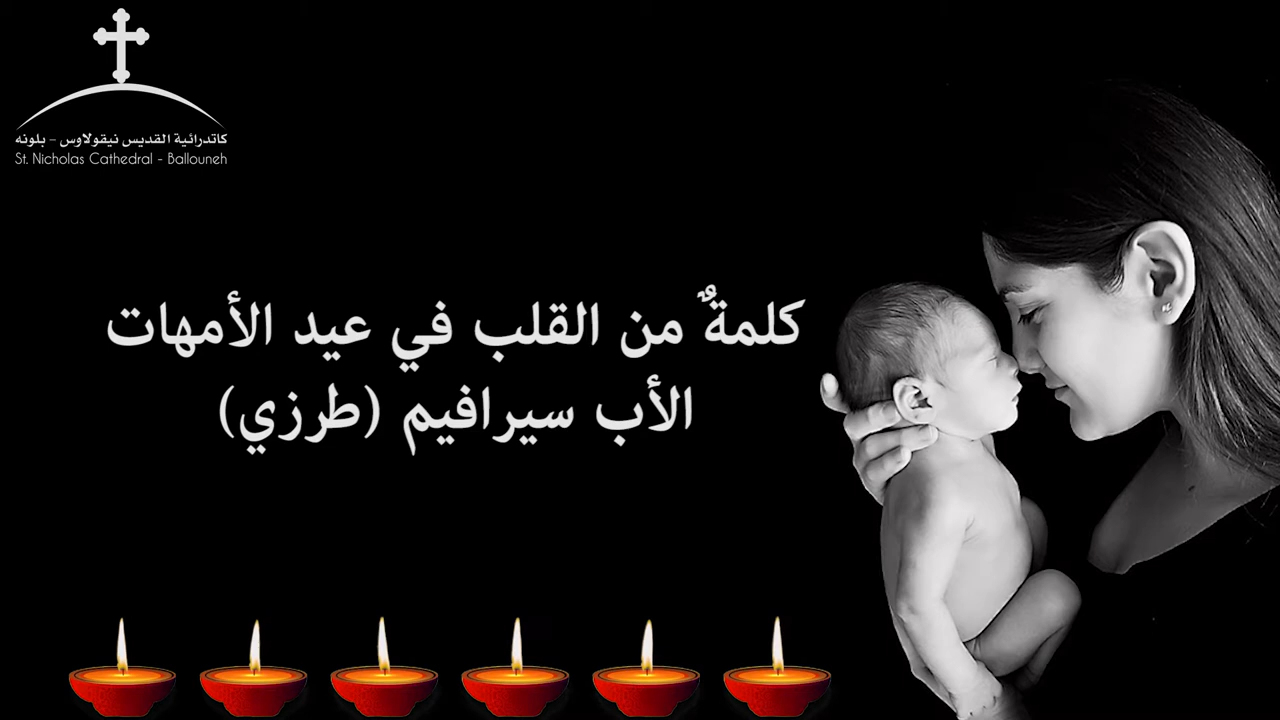 كاتدرائية القديس نيقولاوس - بلونه
St. Nicholas Cathedral - Ballouneh
كلمةٌ من القلب في عيد الأمهات
الأب سيرافيم (طرزي)